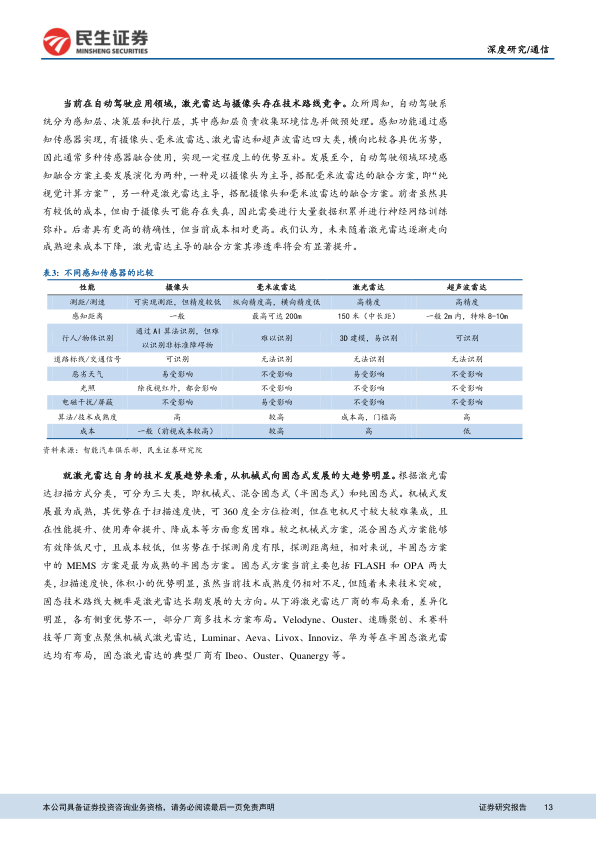 民生证券
MINSHENG SECURITIES
深度研究/通信
当前在自动驾驶应用领域，激光雷达与摄像头存在技术路线竞争。众所周知，自动驾驶系
统分为感知层、决策层和执行层，其中感知层负责收集环境信息并做预处理。感知功能通过感
知传感器实现，有摄像头、毫米波雷达、激光雷达和超声波雷达四大类，横向比较各具优劣势，
因此通常多种传感器融合使用，实现一定程度上的优势互补。发展至今，自动驾驶领域环境感
知融合方案主要发展演化为两种，一种是以摄像头为主导，搭配毫米波雷达的融合方案，即“纯
视觉计算方案”，另一种是激光雷达主导，搭配摄像头和毫米波雷达的融合方案。前者虽然具
有较低的成本，但由于摄像头可能存在失真，因此需要进行大量数据积累并进行神经网络训练
弥补。后者具有更高的精确性，但当前成本相对更高。我们认为，未来随着激光雷达逐渐走向
成熟迎来成本下降，激光雷达主导的融合方案其渗透率将会有显著提升。
表3：不同感知传感器的比较
性能 摄像头 毫米波雷达 激光雷达 超声波雷达
测距/测速 可实现测距，但精度较低 纵向精度高，横向精度低 高精度 高精度
感知距离 一般 最高可达 200m 150 米（中长距） 一般 2m 内，特殊 8-10m
行人/物体识别 通过 AI 算法识别，但难以识别非标准障碍物 难以识别 3D 建模，易识别 可识别
道路标线/交通信号 可识别 无法识别 无法识别 无法识别
恶劣天气 易受影响 不受影响 易受影响 不受影响
光照 除夜视红外，都会影响 不受影响 不受影响 不受影响
电磁干扰/屏蔽 不受影响 易受影响 不受影响 不受影响
算法/技术成熟度 高 较高 成本高，门槛高 高
成本 一般（前视成本较高） 较高 高 低
资料来源：智能汽车俱乐部，民生证券研究院
就激光雷达自身的技术发展趋势来看，从机械式向固态式发展的大趋势明显。根据激光雷
达扫描方式分类，可分为三大类，即机械式、混合固态式（半固态式）和纯固态式。机械式发
展最为成熟，其优势在于扫描速度快，可 360 度全方位检测，但在电机尺寸较大较难集成，且
在性能提升、使用寿命提升、降成本等方面愈发困难。较之机械式方案，混合固态式方案能够
有效降低尺寸，且成本较低，但劣势在于探测角度有限，探测距离短，相对来说，半固态方案
中的 MEMS 方案是最为成熟的半固态方案。固态式方案当前主要包括 FLASH 和 OPA 两大
类，扫描速度快，体积小的优势明显，虽然当前技术成熟度仍相对不足，但随着未来技术突破，
固态技术路线大概率是激光雷达长期发展的大方向。从下游激光雷达厂商的布局来看，差异化
明显，各有侧重优势不一，部分厂商多技术方案布局。Velodyne、Ouster、速腾聚创、禾赛科
技等厂商重点聚焦机械式激光雷达，Luminar、Aeva、Livox、Innoviz、华为等在半固态激光雷
达均有布局，固态激光雷达的典型厂商有 Ibeo、Ouster、Quanergy 等。
本公司具备证券投资咨询业务资格，请务必阅读最后一页免责声明 证券研究报告 13